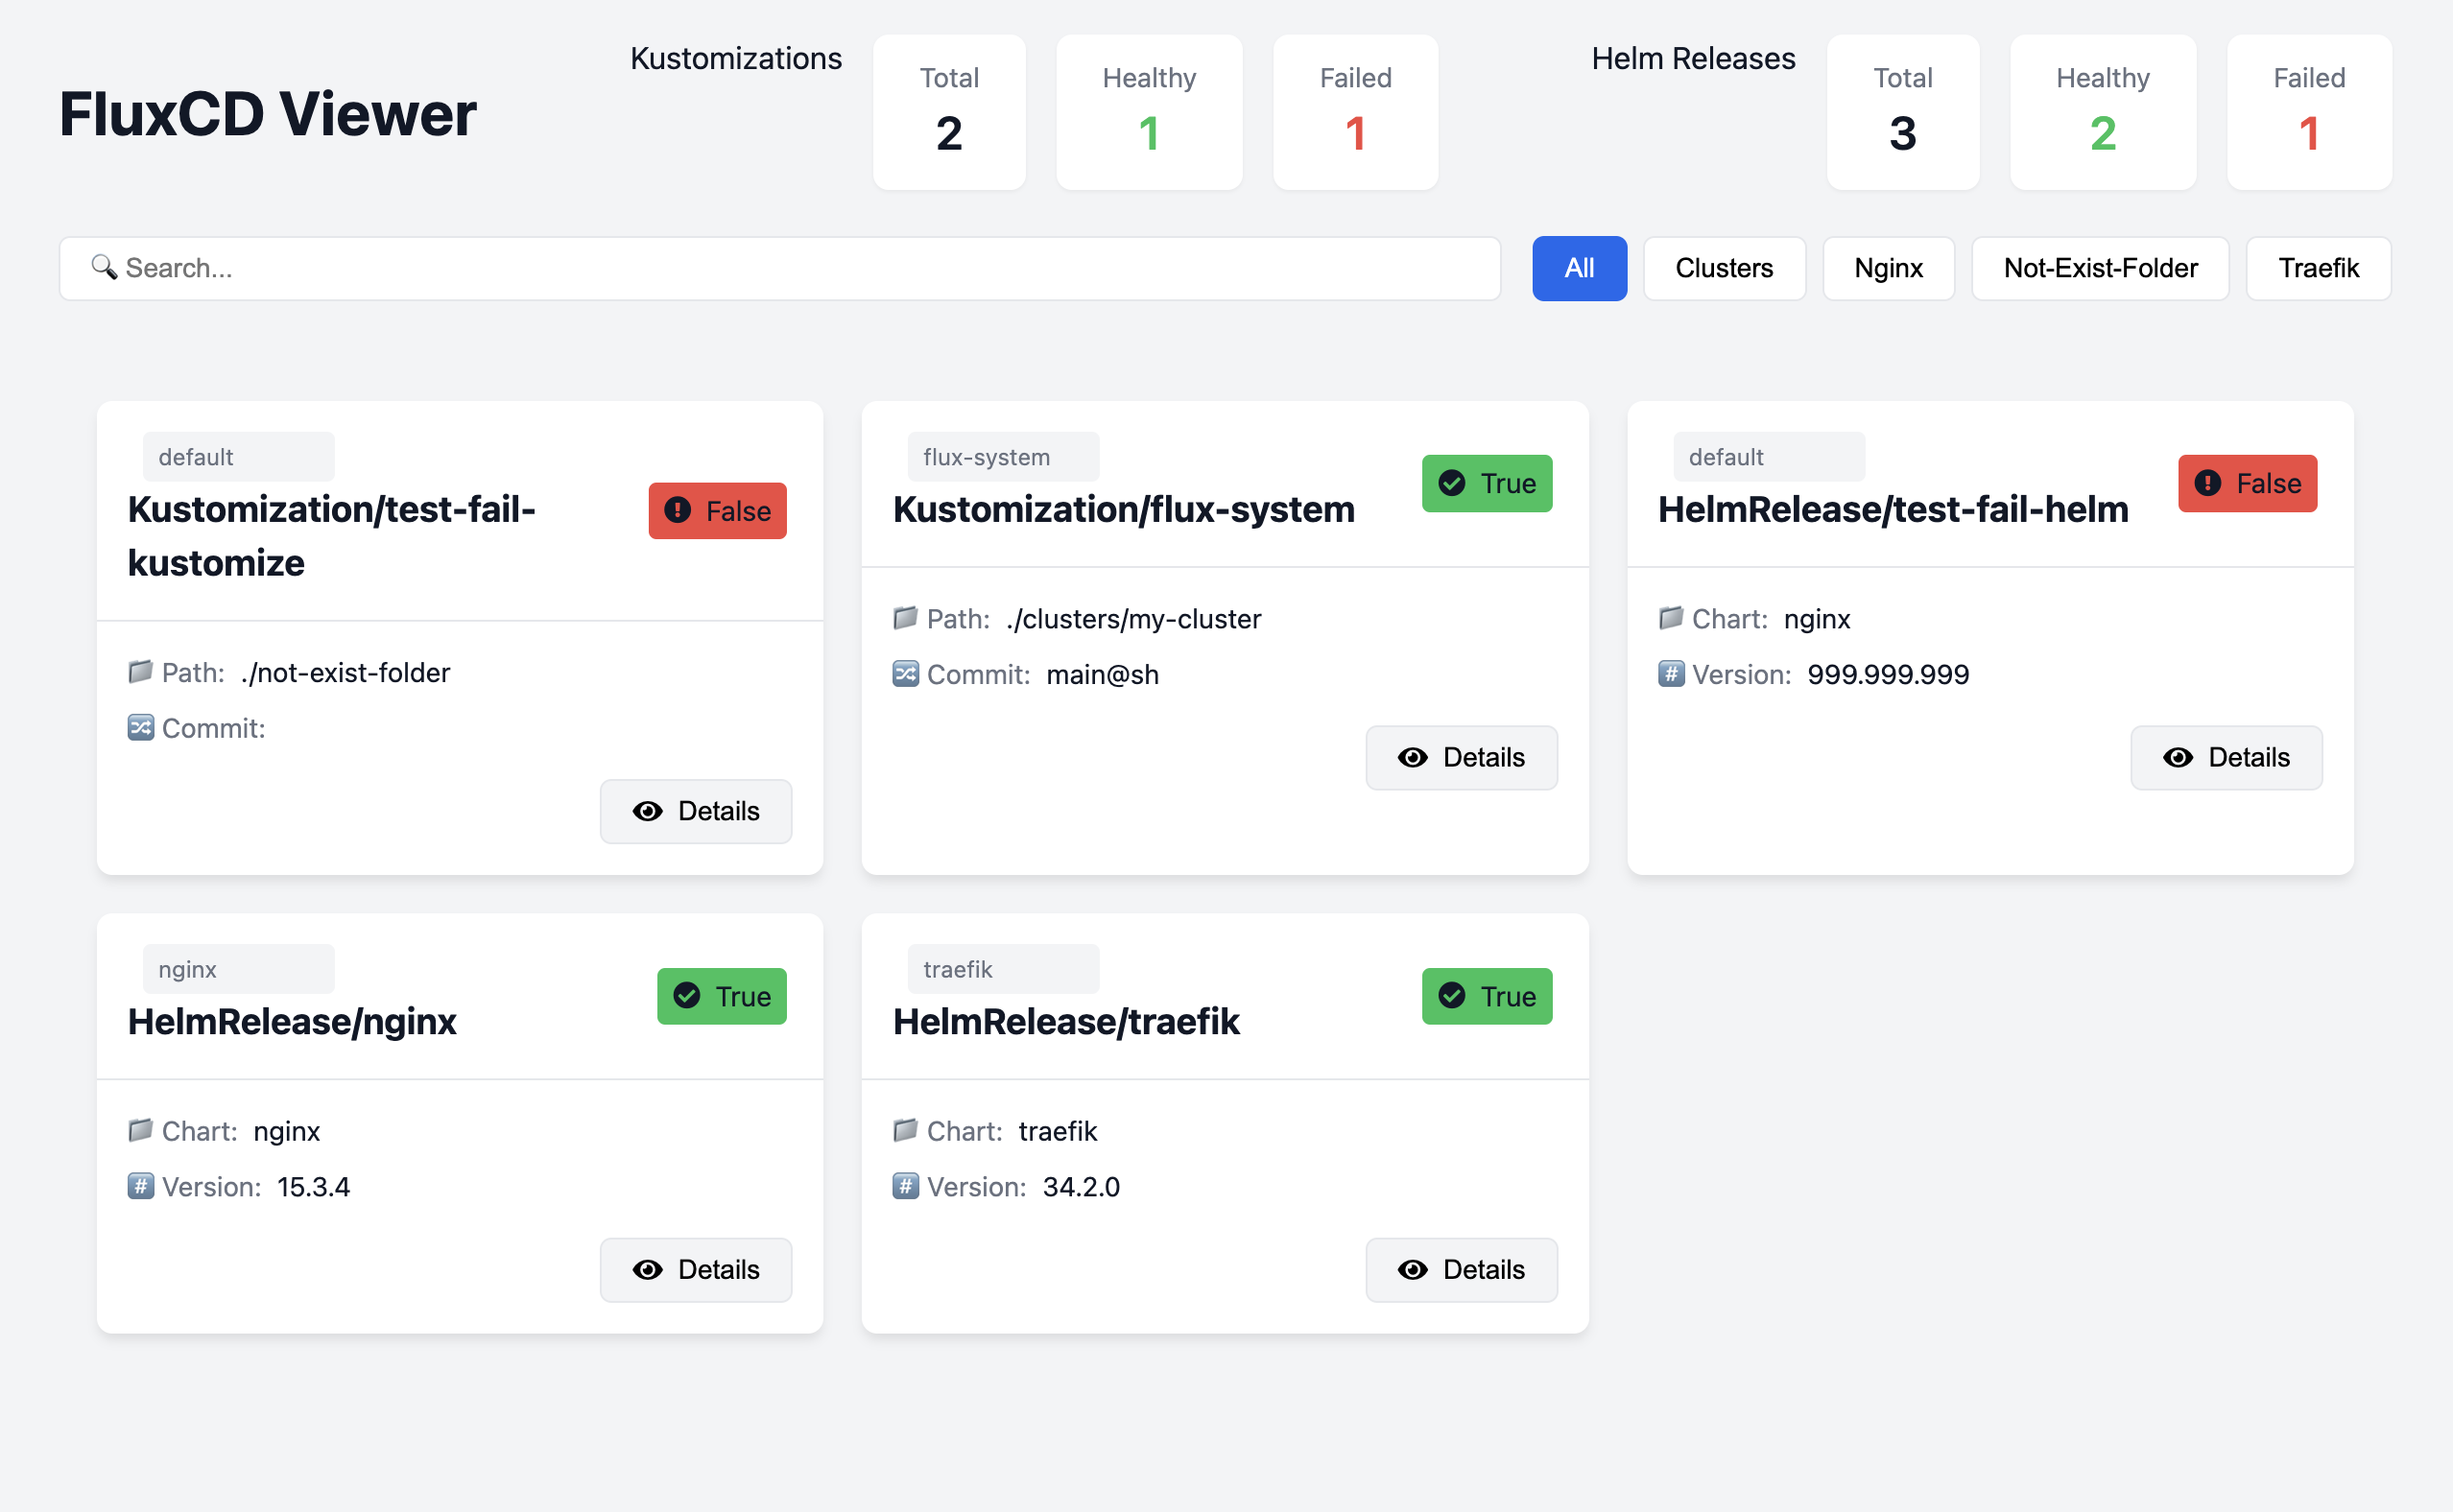 FluxCD Viewer
Kustomizations
Total
2
Healthy
1
Failed
1
Helm Releases
Total
3
Healthy
2
Failed
1
🔍 Search...
All
Clusters
Nginx
Not-Exist-Folder
Traefik
default
Kustomization/test-fail-
kustomize
False
Path: ./not-exist-folder
Commit:
Details
flux-system
Kustomization/flux-system
True
Path: ./clusters/my-cluster
Commit: main@sh
Details
default
HelmRelease/test-fail-helm
False
Chart: nginx
Version: 999.999.999
Details
nginx
HelmRelease/nginx
True
Chart: nginx
Version: 15.3.4
Details
traefik
HelmRelease/traefik
True
Chart: traefik
Version: 34.2.0
Details